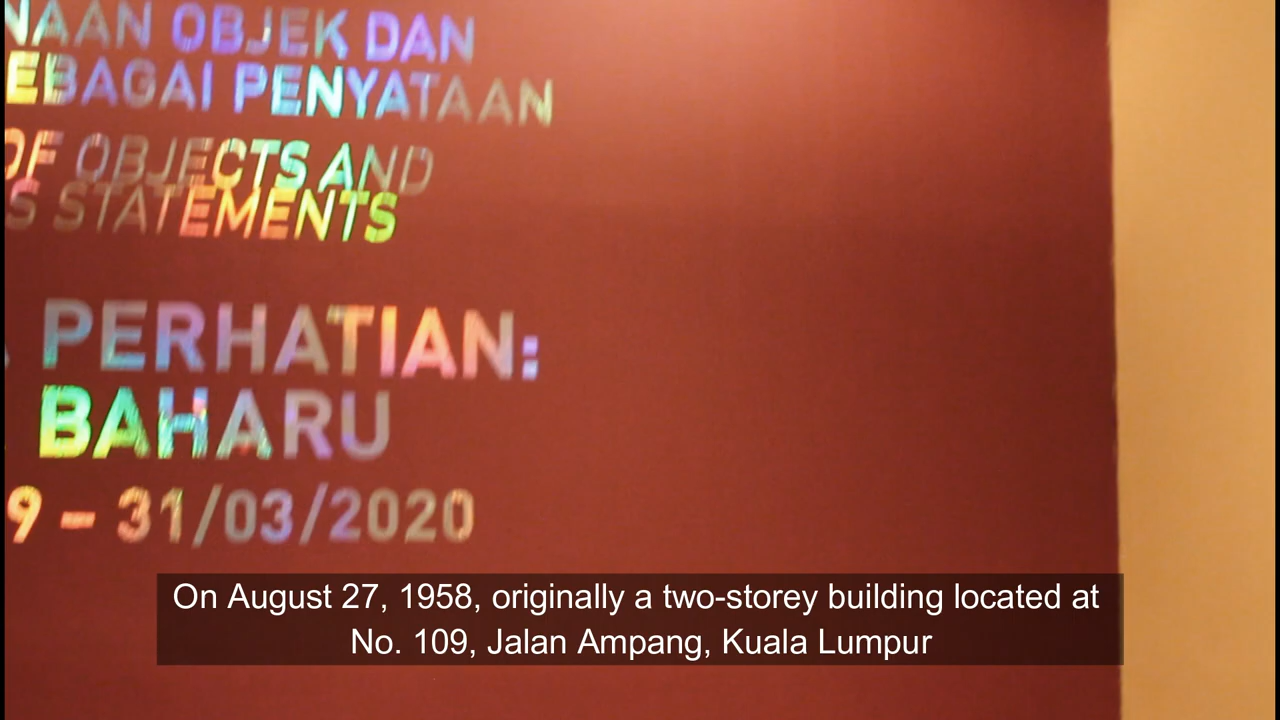 NAAN OBJEK DAN
EBAGAI PENYATAAN
OF OBJECTS AND
S STATEMENTS
PERHATIAN:
BAHARU
9 – 31/03/2020
On August 27, 1958, originally a two-storey building located at
No. 109, Jalan Ampang, Kuala Lumpur